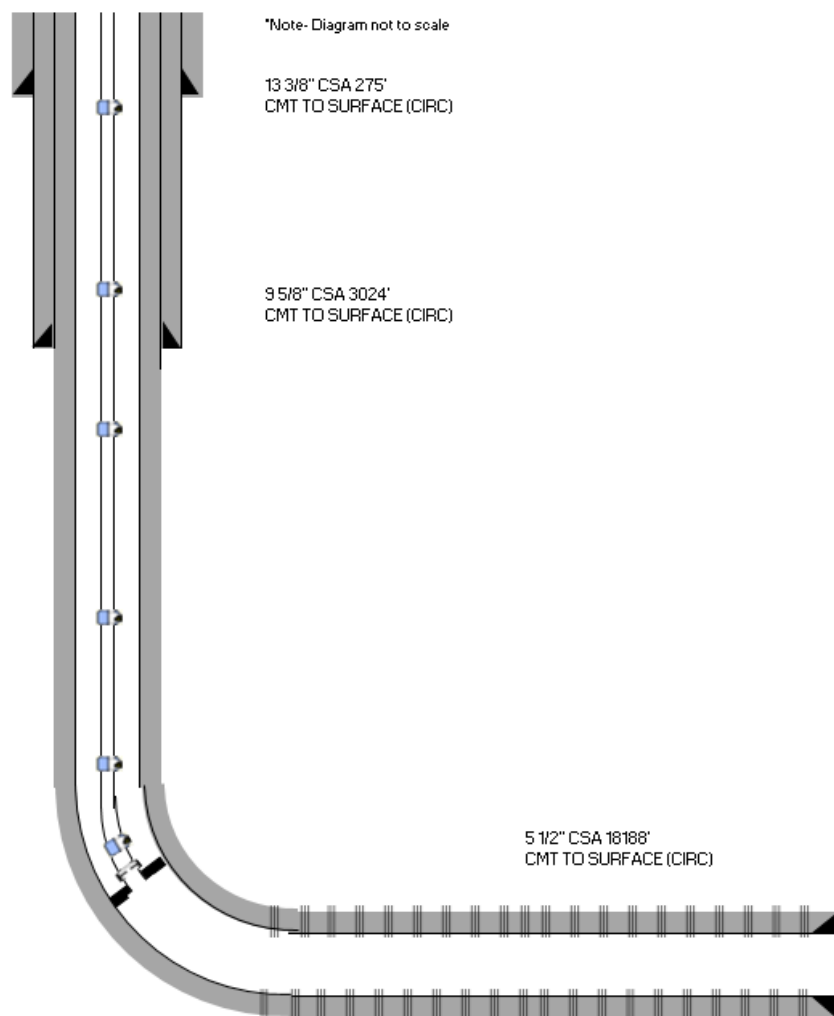 "Note- Diagram not to scale
13 3/8" CSA 275'
CMT TO SURFACE (CIRC)
9 5/8" CSA 3024'
CMT TO SURFACE (CIRC)
5 1/2" CSA 18188'
CMT TO SURFACE (CIRC)